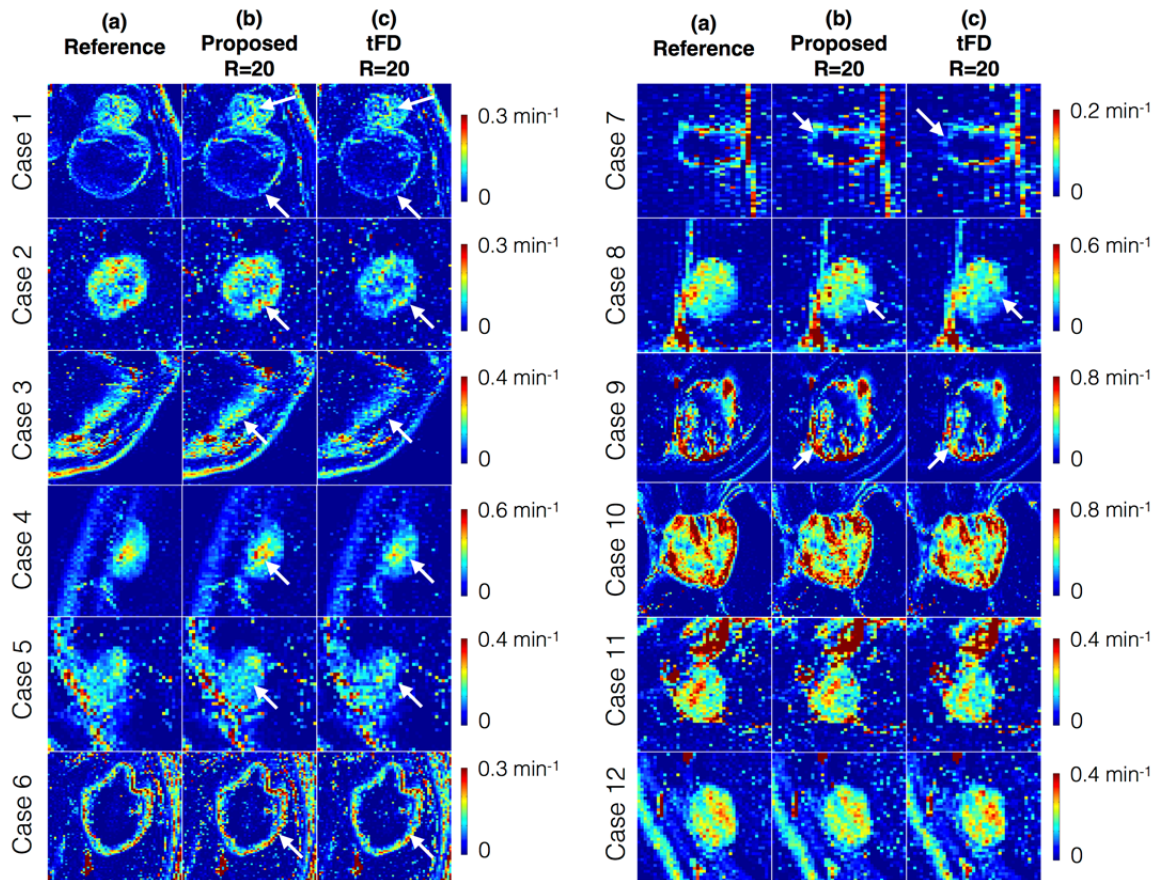 (a)
Reference
(b)
Proposed
R=20
(c)
tFD
R=20
Case 1
0.3 min⁻¹
0
Case 2
0.3 min⁻¹
0
Case 3
0.4 min⁻¹
0
Case 4
0.6 min⁻¹
0
Case 5
0.4 min⁻¹
0
Case 6
0.3 min⁻¹
0
(a)
Reference
(b)
Proposed
R=20
(c)
tFD
R=20
Case 7
0.2 min⁻¹
0
Case 8
0.6 min⁻¹
0
Case 9
0.8 min⁻¹
0
Case 10
0.8 min⁻¹
0
Case 11
0.4 min⁻¹
0
Case 12
0.4 min⁻¹
0